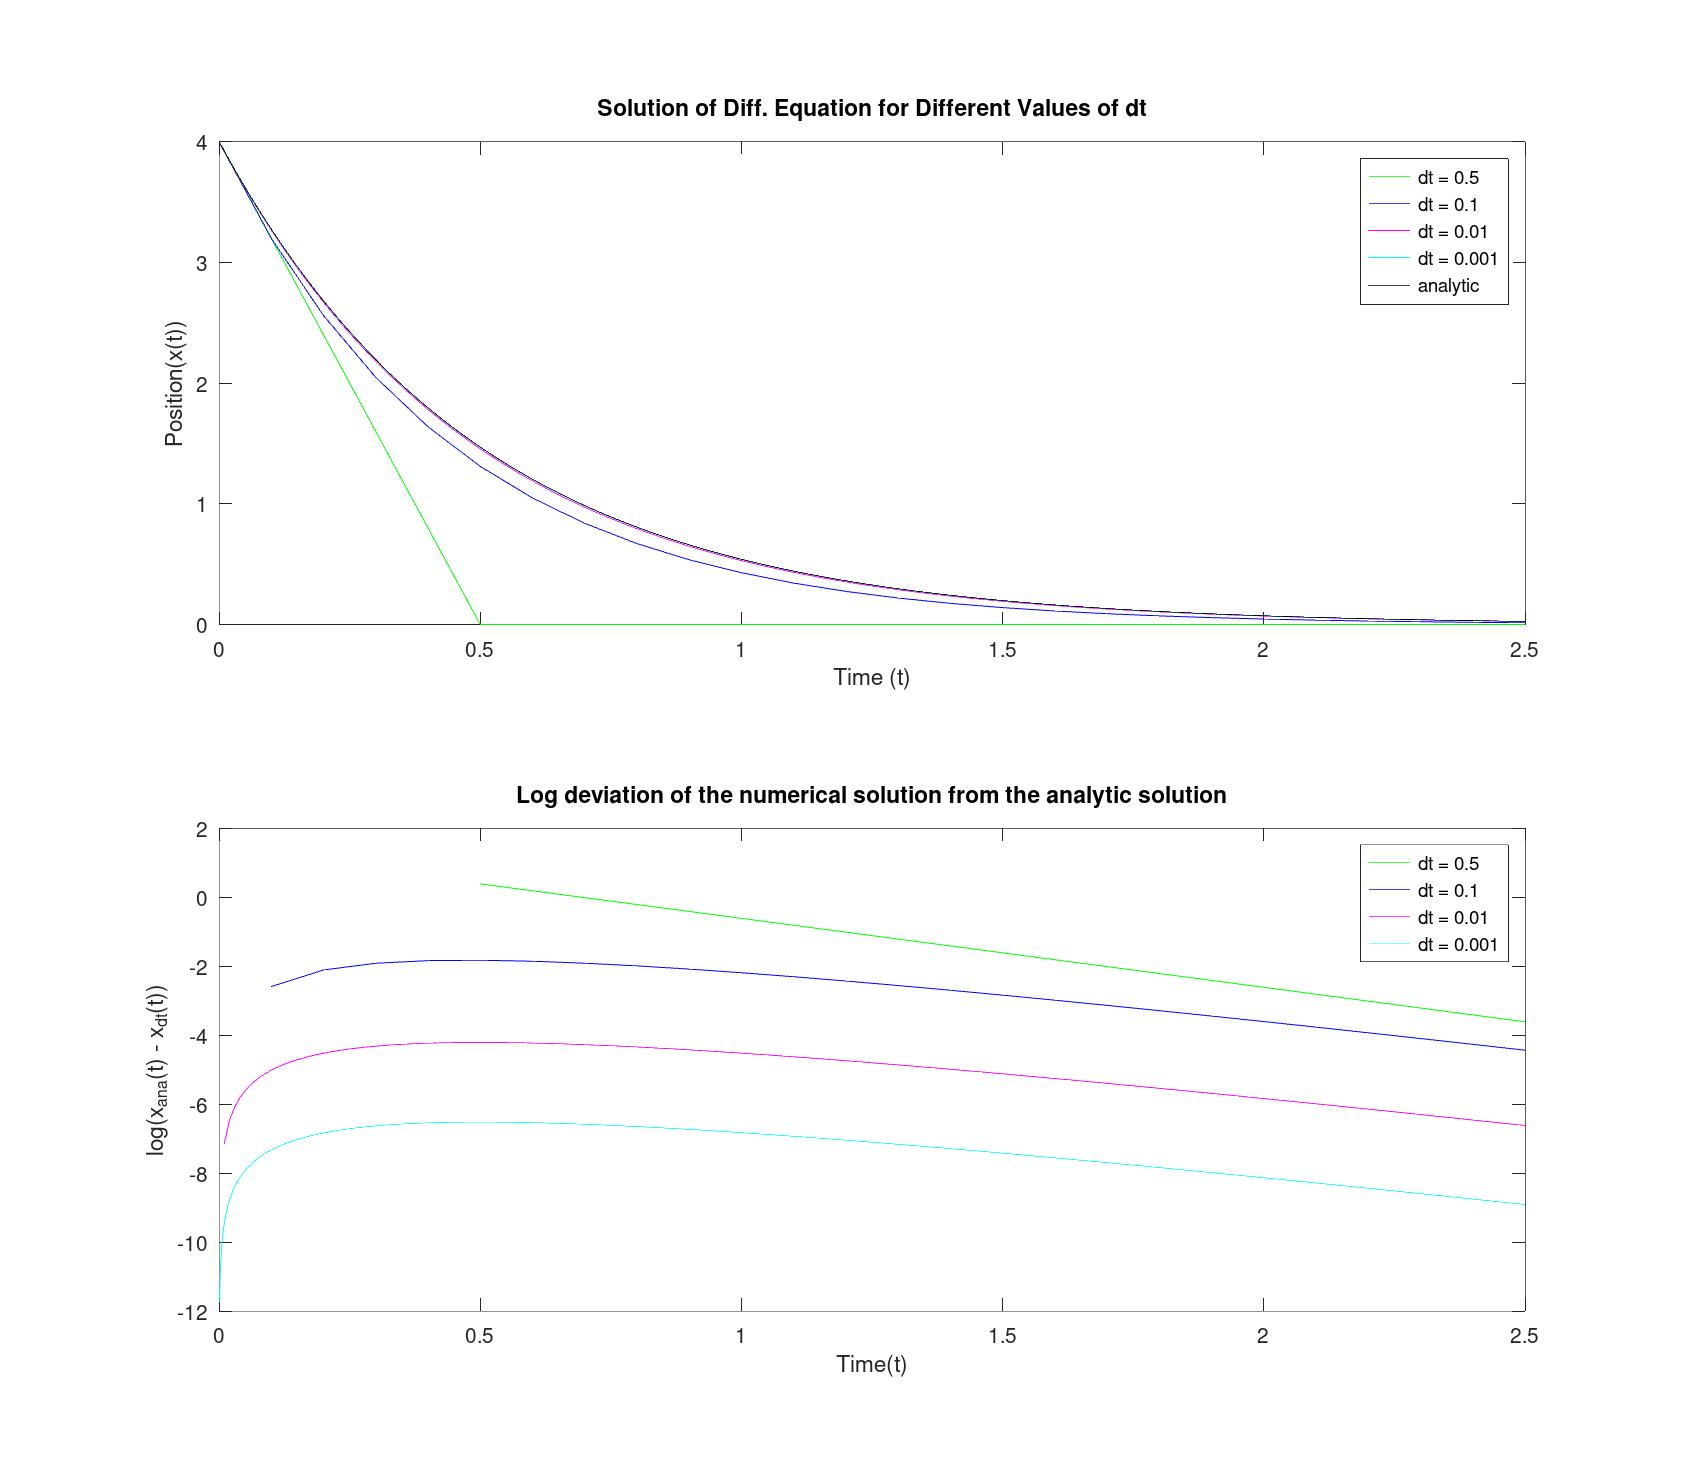 Solution of Diff. Equation for Different Values of dt
4
3
2
1
0
Position(x(t))
dt = 0.5
dt = 0.1
dt = 0.01
dt = 0.001
analytic
0 0.5 1 1.5 2 2.5
Time (t)
Log deviation of the numerical solution from the analytic solution
2
0
-2
-4
-6
-8
-10
-12
log(x_ana(t) - x_dt(t))
dt = 0.5
dt = 0.1
dt = 0.01
dt = 0.001
0 0.5 1 1.5 2 2.5
Time(t)